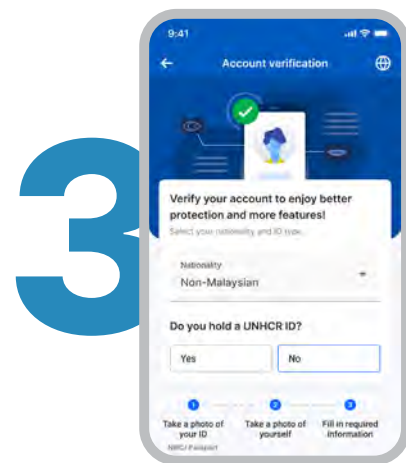 3
9:41
Account verification
Verify your account to enjoy better
protection and more features!
Select your nationality and ID type.
Nationality
Non-Malaysian
Do you hold a UNHCR ID?
Yes
No
1
2
3
Take a photo of
your ID
NRIC/ Passport
Take a photo of
yourself
Fill in required
information